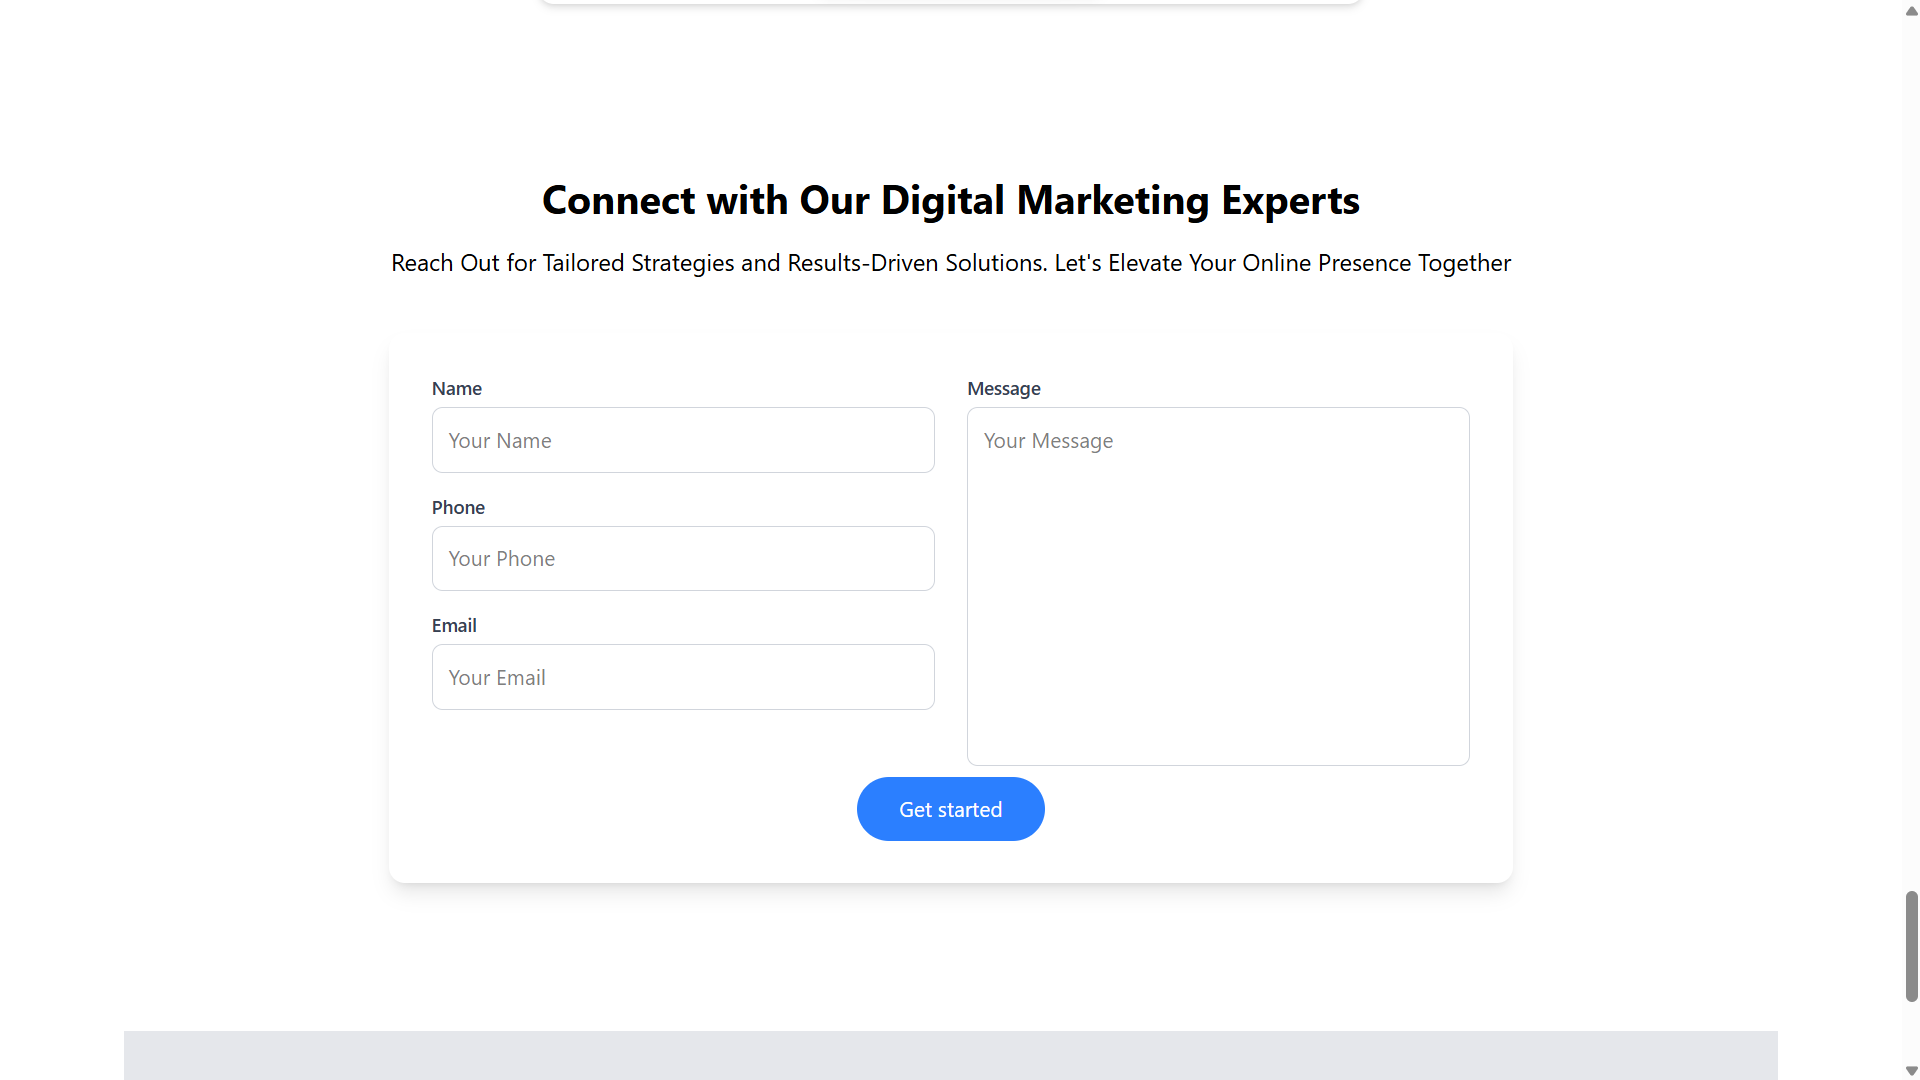 Connect with Our Digital Marketing Experts
Reach Out for Tailored Strategies and Results-Driven Solutions. Let's Elevate Your Online Presence Together
Name
Your Name
Phone
Your Phone
Email
Your Email
Message
Your Message
Get started